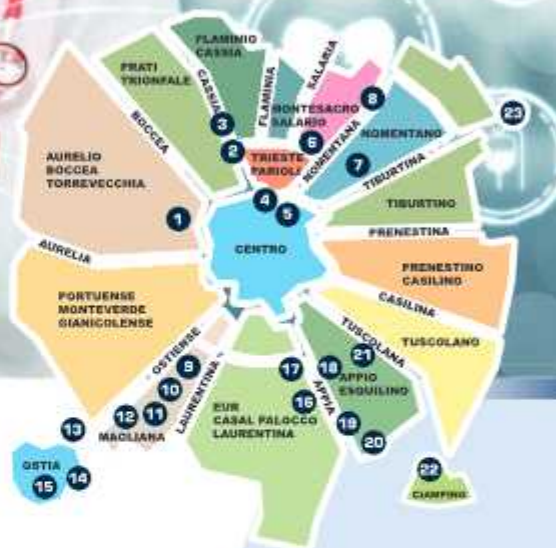 FLAMINIO
CASSIA
PRATI
TRIONFALE
CASSIA
FLAMINIA
SALARIA
BOCCEA
3
2
MONTESACRO
SALARIO
6
8
NOMENTANO
23
TRIESTE
PARIOLI
NOMENTANA
7
TIBURTINA
AURELIO
BOCCEA
TORREVECCHIA
1
4
5
TIBURTINO
CENTRO
PRENESTINA
AURELIA
PRENESTINO
CASILINO
PORTUENSE
MONTEVERDE
GIANICOLENSE
CASILINA
OSTIENSE
TUSCOLANA
TUSCOLANO
9
10
11
12
13
MAGLIANA
LAURENTINA
17
16
APPIA
18
21
APPIO
ESQUILINO
19
20
EUR
CASAL PALOCCO
LAURENTINA
OSTIA
15
14
22
CIAMPINO